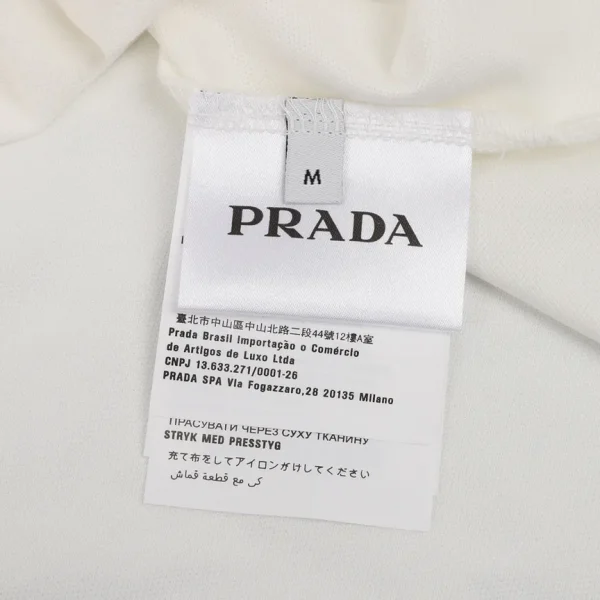 M
PRADA
臺北市中山區中山北路二段44號12樓A室
Prada Brasil Importação o Comércio
de Artigos de Luxo Ltda
CNPJ 13.633.271/0001-26
PRADA SPA Via Fogazzaro,28 20135 Milano
ПРАСУВАТИ ЧЕРЕЗ СУХУ ТКАНИНУ
STRYK MED PRESSTYG
充て布をしてアイロンがけしてください
كى مع قطعة قماش